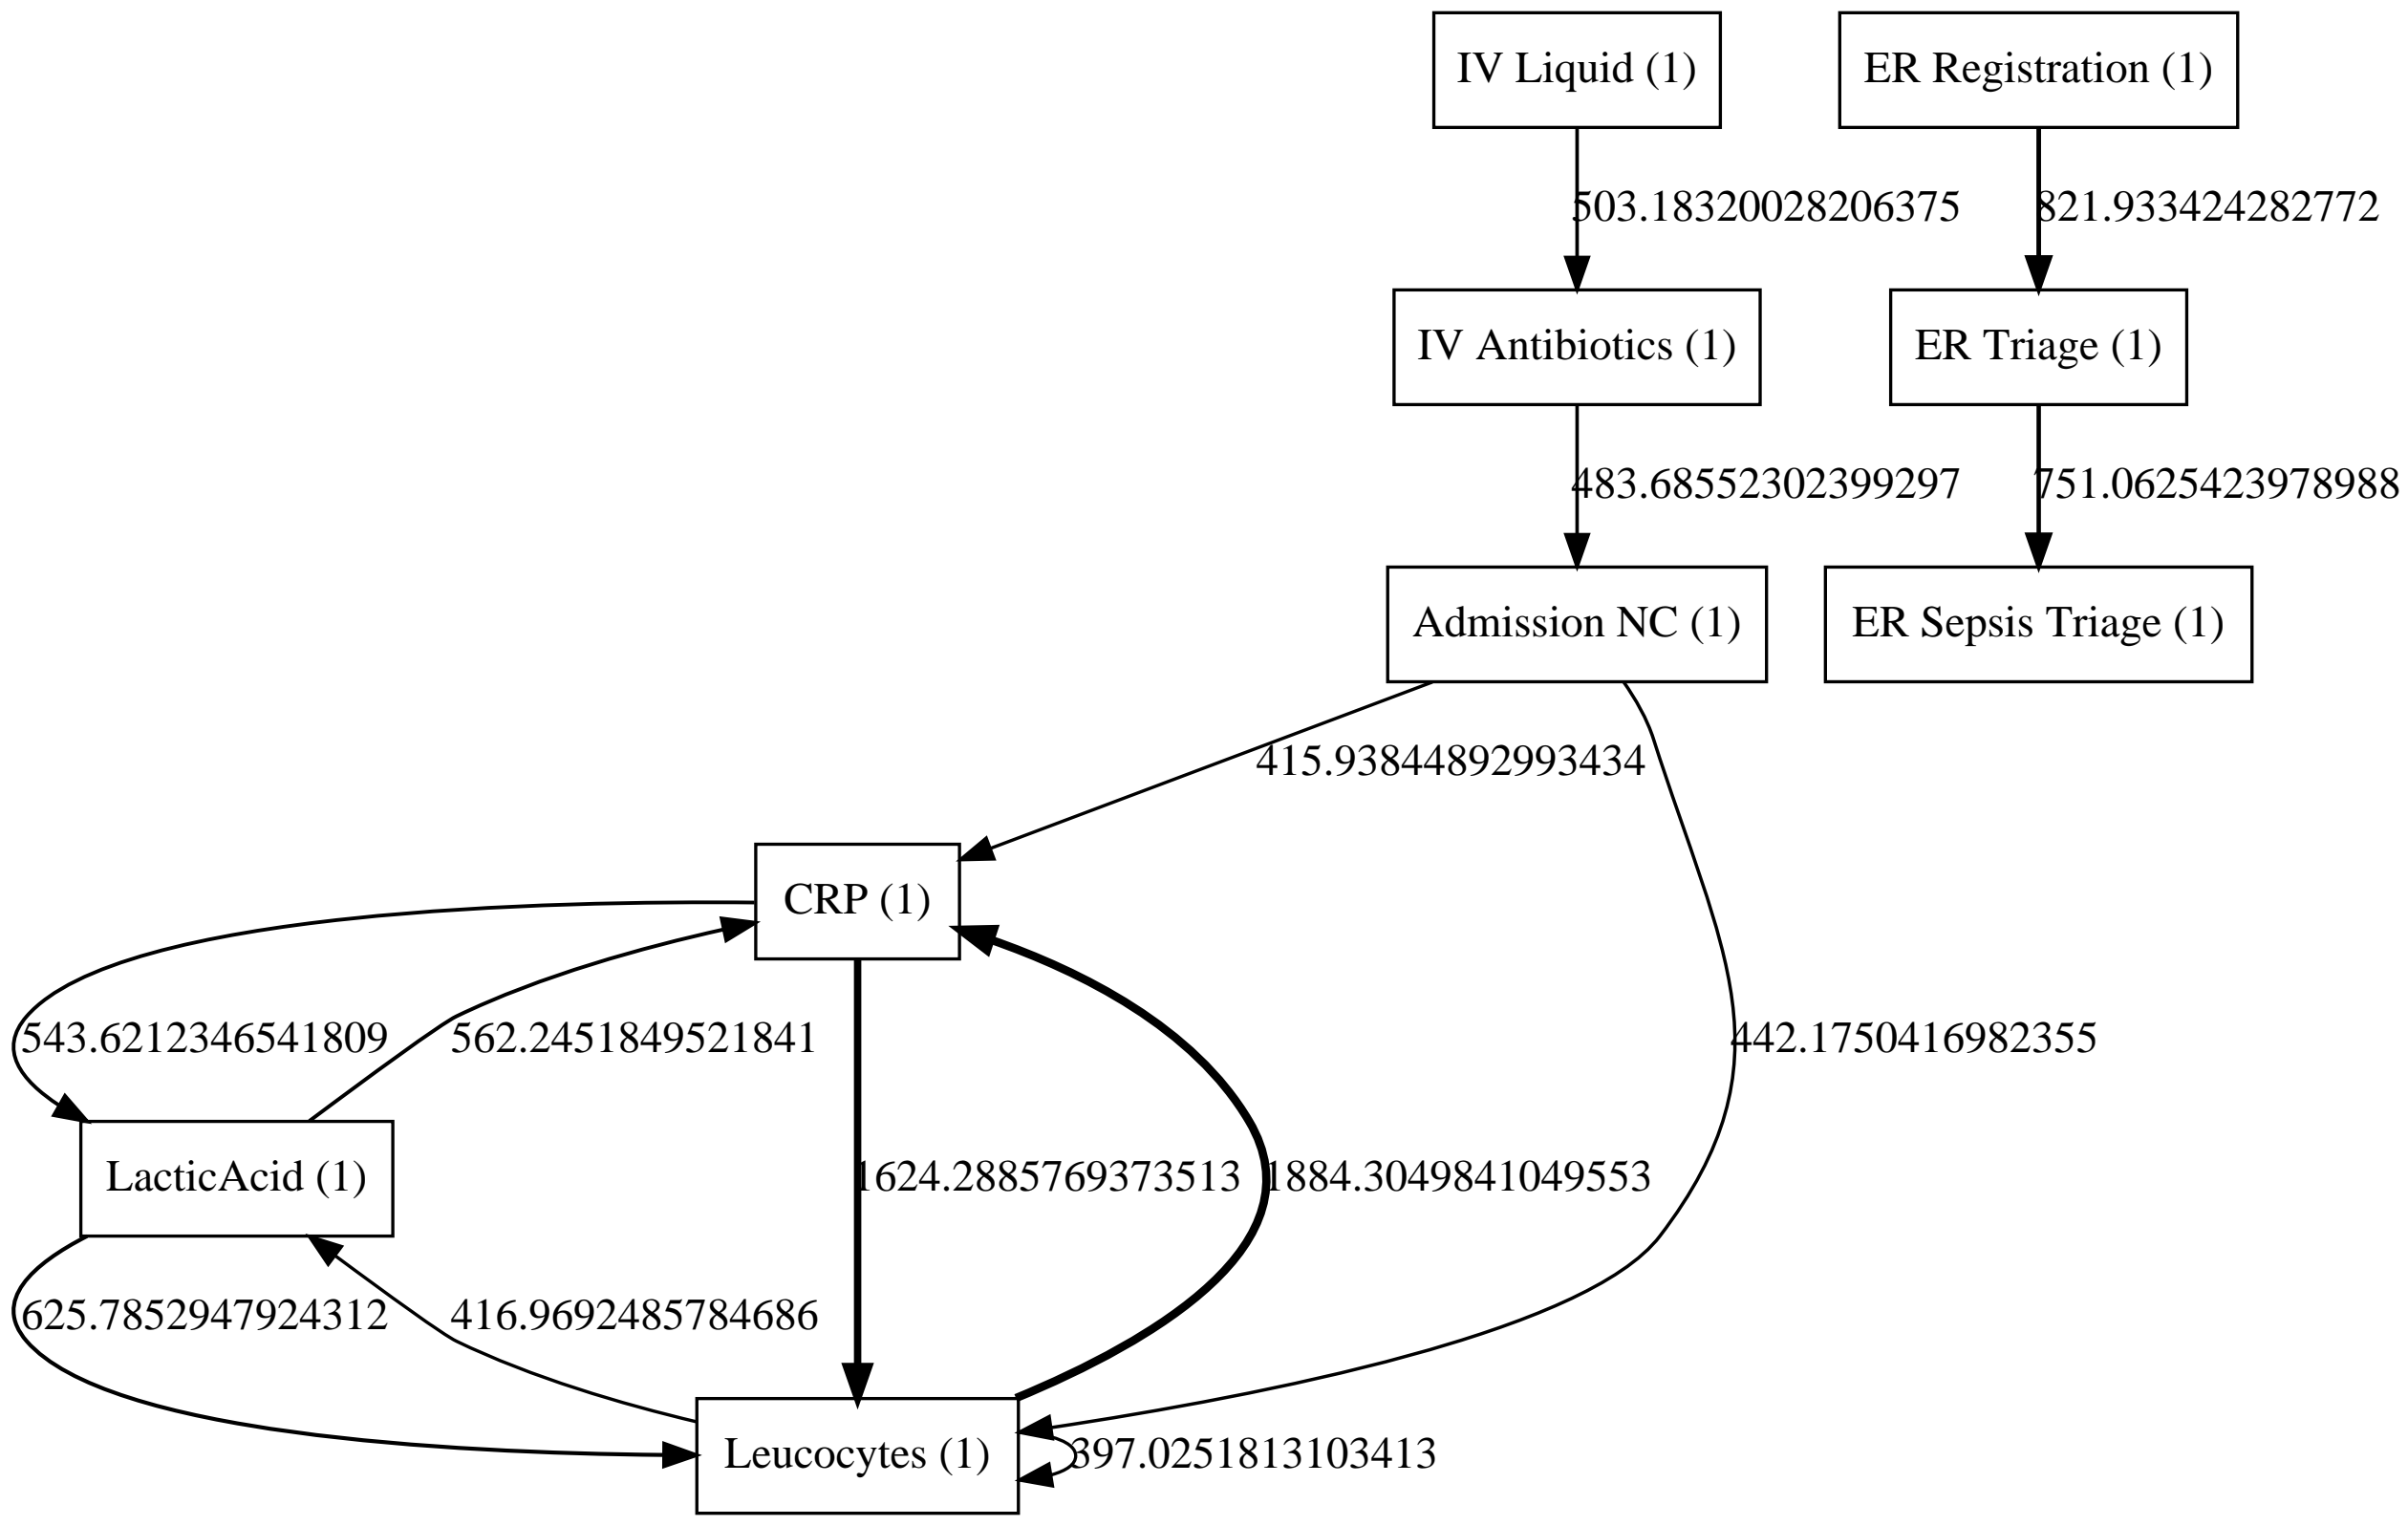 IV Liquid (1)
ER Registration (1)
503.18320028206375
821.933424282772
IV Antibiotics (1)
ER Triage (1)
483.68552302399297
751.0625423978988
Admission NC (1)
ER Sepsis Triage (1)
415.93844892993434
CRP (1)
543.6212346541809
562.2451849521841
442.1750416982355
LacticAcid (1)
1624.2885769373513
1884.3049841049553
625.7852947924312
416.9692485784686
Leucocytes (1)
397.0251813103413